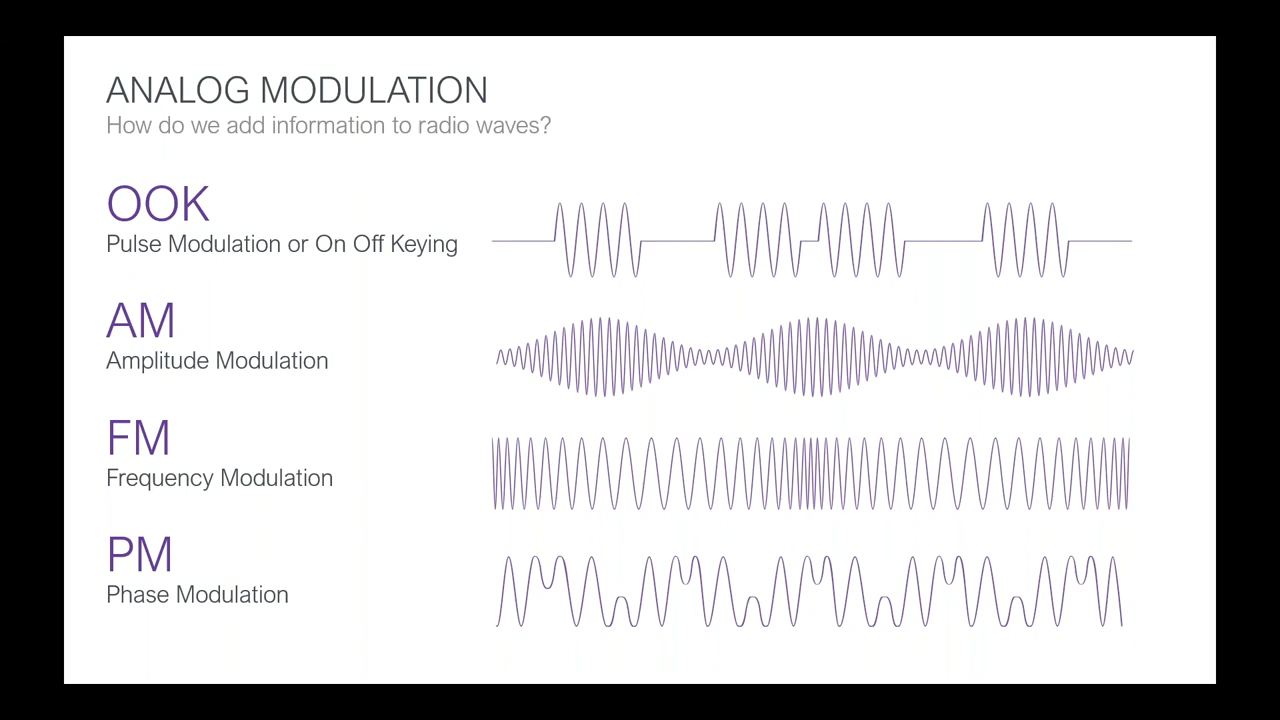 ANALOG MODULATION
How do we add information to radio waves?
OOK
Pulse Modulation or On Off Keying
AM
Amplitude Modulation
FM
Frequency Modulation
PM
Phase Modulation